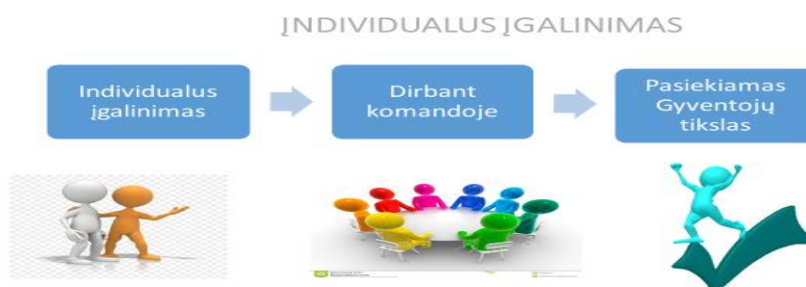 ĮNDIVIDUALUS ĮGALINIMAS
Individualus
įgalinimas
Dirbant
komandoje
Pasiekiamas
Gyventojų
tikslas